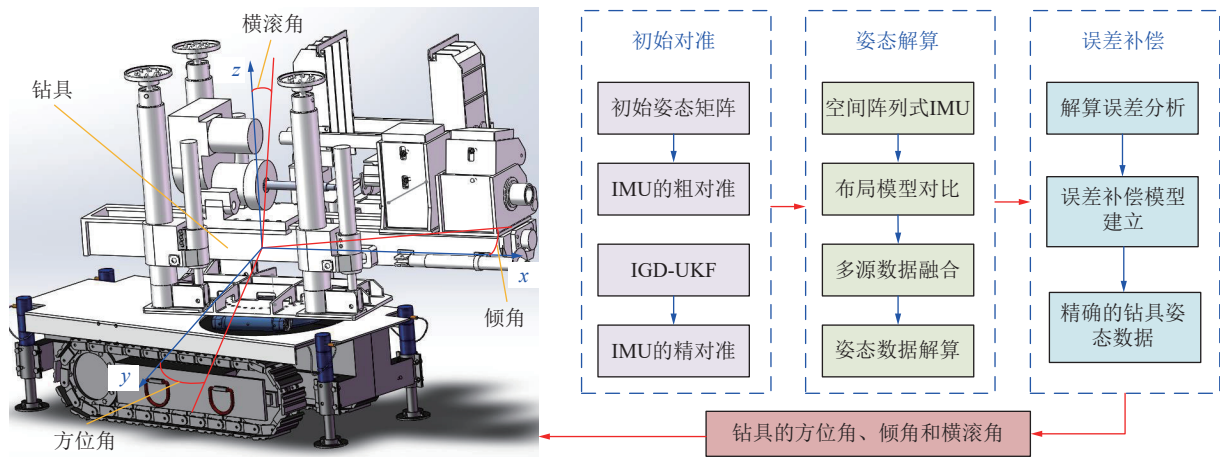 横滚角
z
钻具
x
倾角
y
方位角
初始对准
初始姿态矩阵
IMU的粗对准
IGD-UKF
IMU的精对准
姿态解算
空间阵列式IMU
布局模型对比
多源数据融合
姿态数据解算
误差补偿
解算误差分析
误差补偿模型
建立
精确的钻具姿
态数据
钻具的方位角、倾角和横滚角